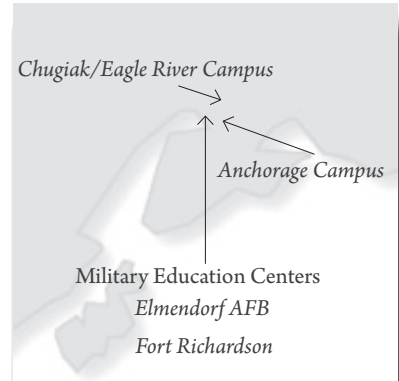 Chugiak/Eagle River Campus
Anchorage Campus
Military Education Centers
Elmendorf AFB
Fort Richardson